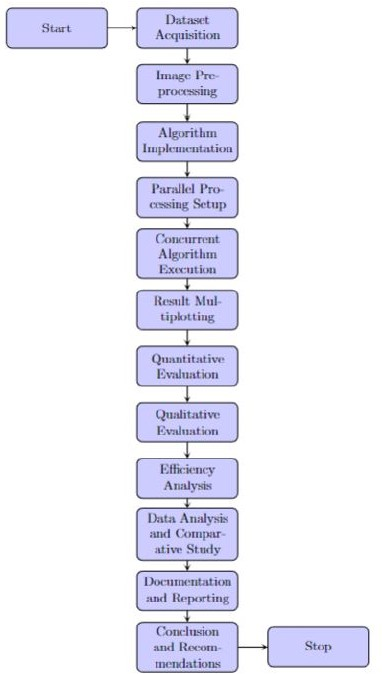 Start
Dataset
Acquisition
Image Pre-
processing
Algorithm
Implementation
Parallel Pro-
cessing Setup
Concurrent
Algorithm
Execution
Result Mul-
tiplotting
Quantitative
Evaluation
Qualitative
Evaluation
Efficiency
Analysis
Data Analysis
and Compar-
ative Study
Documentation
and Reporting
Conclusion
and Recom-
mendations
Stop